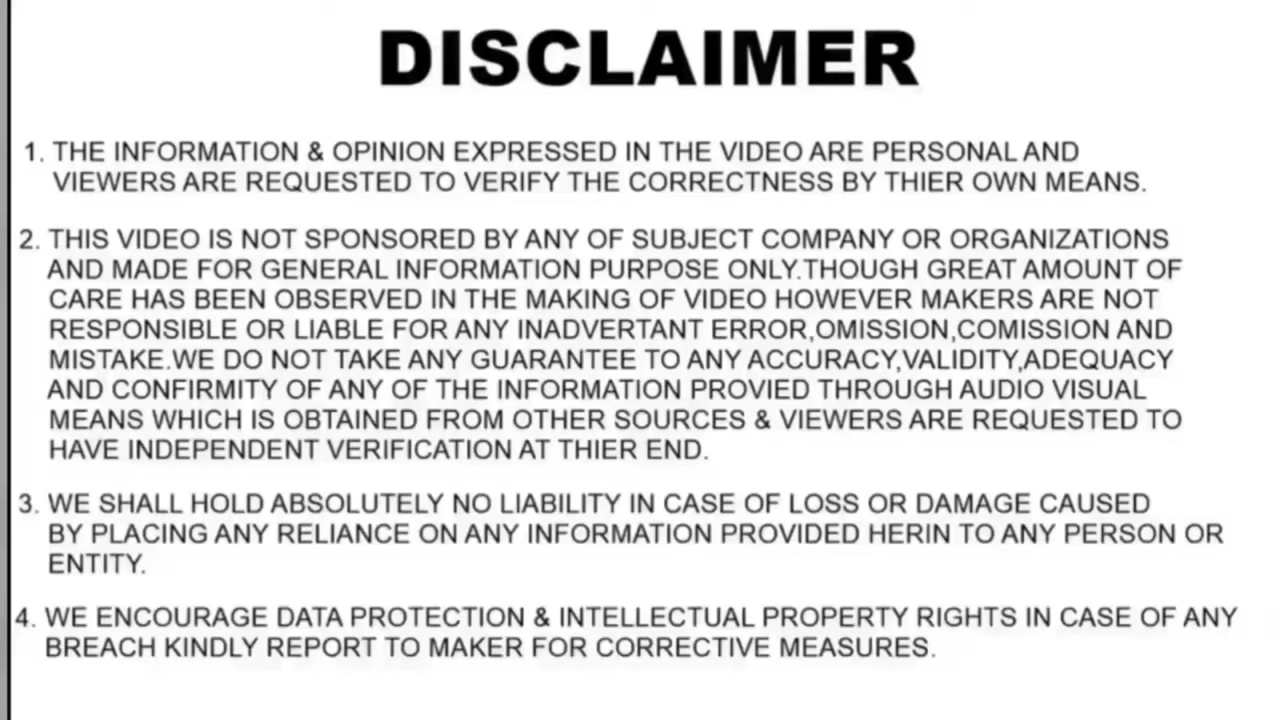 DISCLAIMER
1. THE INFORMATION & OPINION EXPRESSED IN THE VIDEO ARE PERSONAL AND
VIEWERS ARE REQUESTED TO VERIFY THE CORRECTNESS BY THIER OWN MEANS.
2. THIS VIDEO IS NOT SPONSORED BY ANY OF SUBJECT COMPANY OR ORGANIZATIONS
AND MADE FOR GENERAL INFORMATION PURPOSE ONLY.THOUGH GREAT AMOUNT OF
CARE HAS BEEN OBSERVED IN THE MAKING OF VIDEO HOWEVER MAKERS ARE NOT
RESPONSIBLE OR LIABLE FOR ANY INADVERTANT ERROR,OMISSION,COMISSION AND
MISTAKE.WE DO NOT TAKE ANY GUARANTEE TO ANY ACCURACY,VALIDITY,ADEQUACY
AND CONFIRMITY OF ANY OF THE INFORMATION PROVIED THROUGH AUDIO VISUAL
MEANS WHICH IS OBTAINED FROM OTHER SOURCES & VIEWERS ARE REQUESTED TO
HAVE INDEPENDENT VERIFICATION AT THIER END.
3. WE SHALL HOLD ABSOLUTELY NO LIABILITY IN CASE OF LOSS OR DAMAGE CAUSED
BY PLACING ANY RELIANCE ON ANY INFORMATION PROVIDED HERIN TO ANY PERSON OR
ENTITY.
4. WE ENCOURAGE DATA PROTECTION & INTELLECTUAL PROPERTY RIGHTS IN CASE OF ANY
BREACH KINDLY REPORT TO MAKER FOR CORRECTIVE MEASURES.